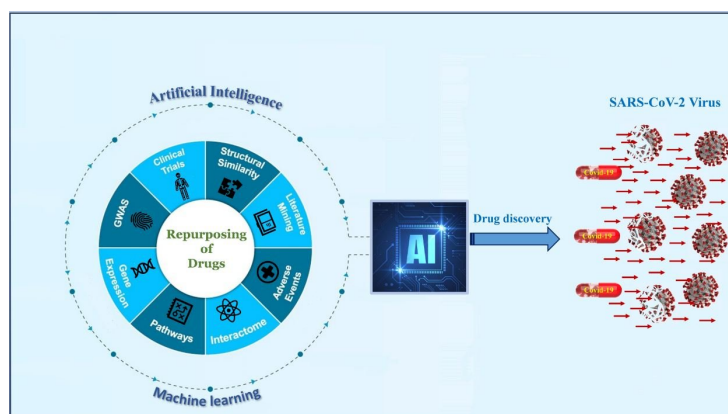 Artificial Intelligence
SARS-CoV-2 Virus
Clinical
Trials
Structural
Similarity
GWAS
Literature
Mining
Repurposing
of
Drugs
Gene
Expression
Adverse
Events
Pathways
Interactome
Machine learning
AI
Drug discovery
Covid-19
Covid-19
Covid-19